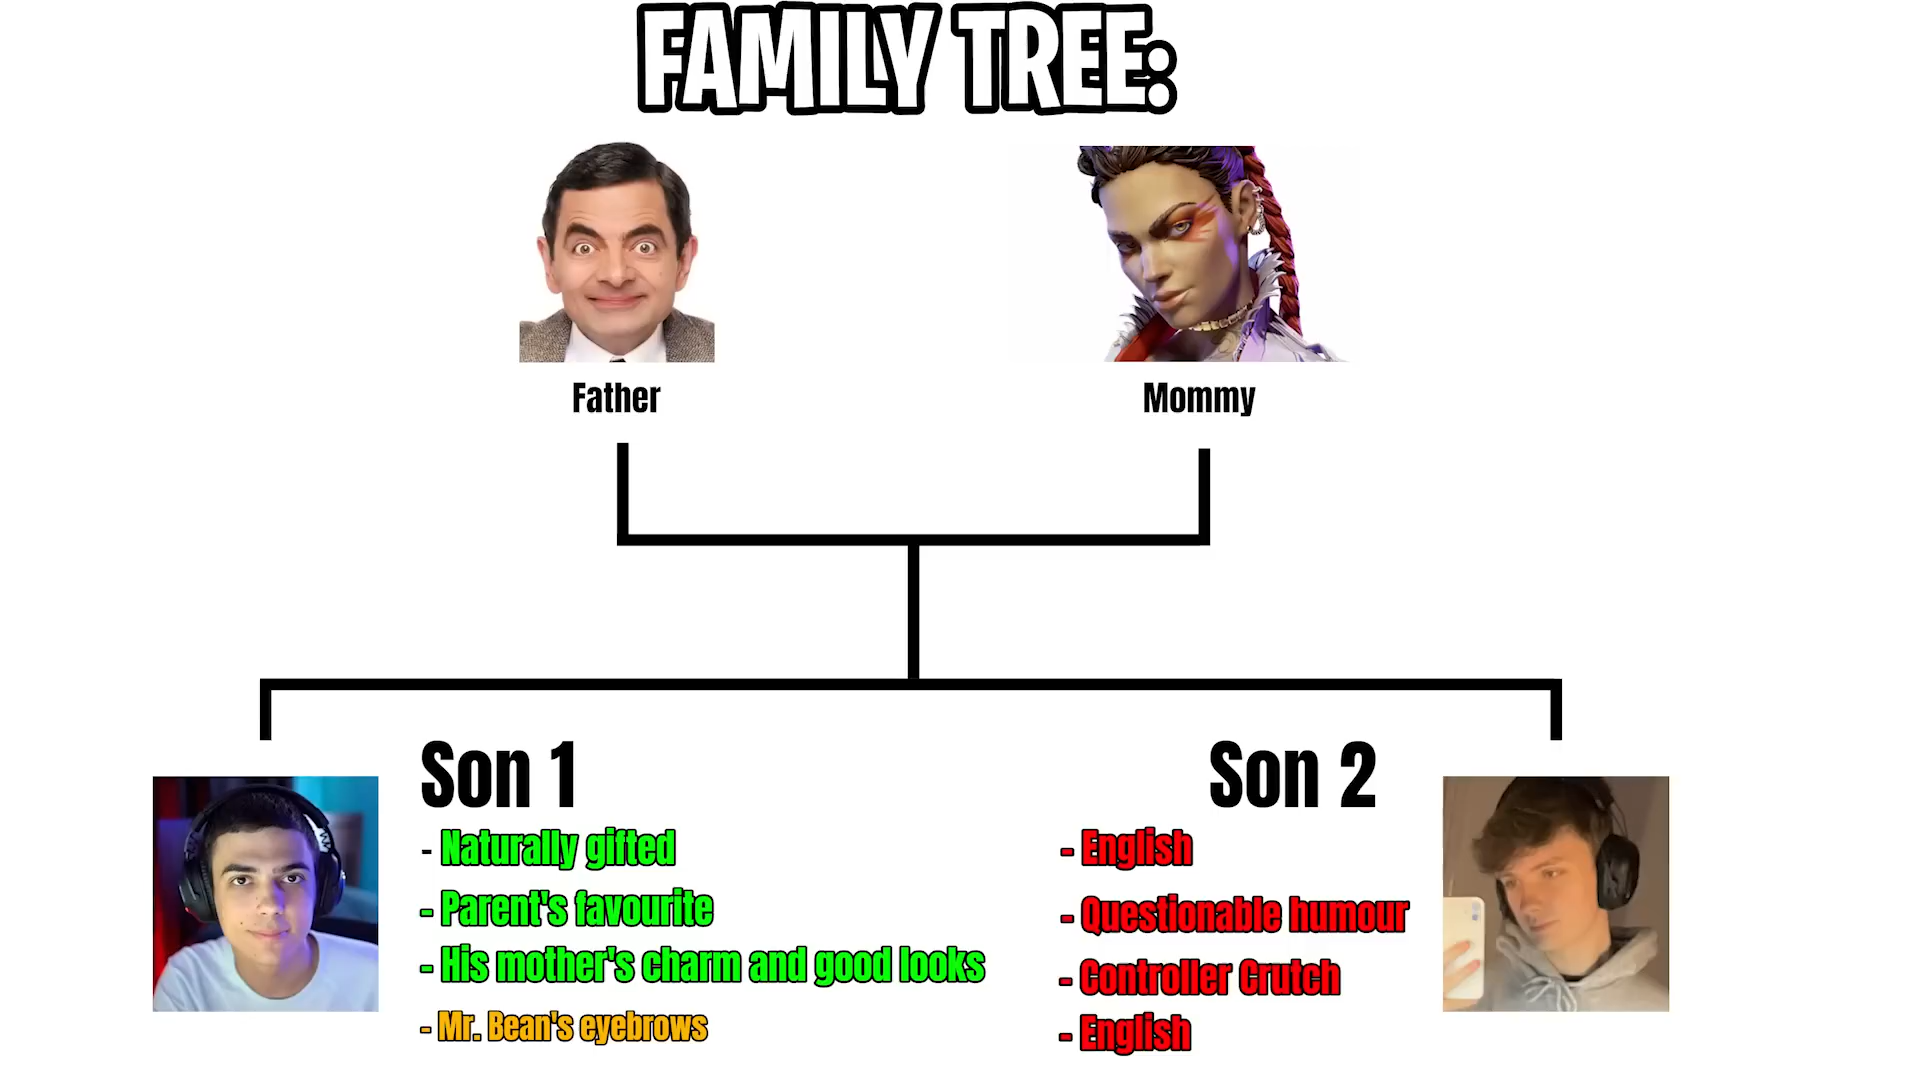 FAMILY TREE:
Father
Mommy
Son 1
- Naturally gifted
- Parent's favourite
- His mother's charm and good looks
- Mr. Bean's eyebrows
Son 2
- English
- Questionable humour
- Controller Crutch
- English